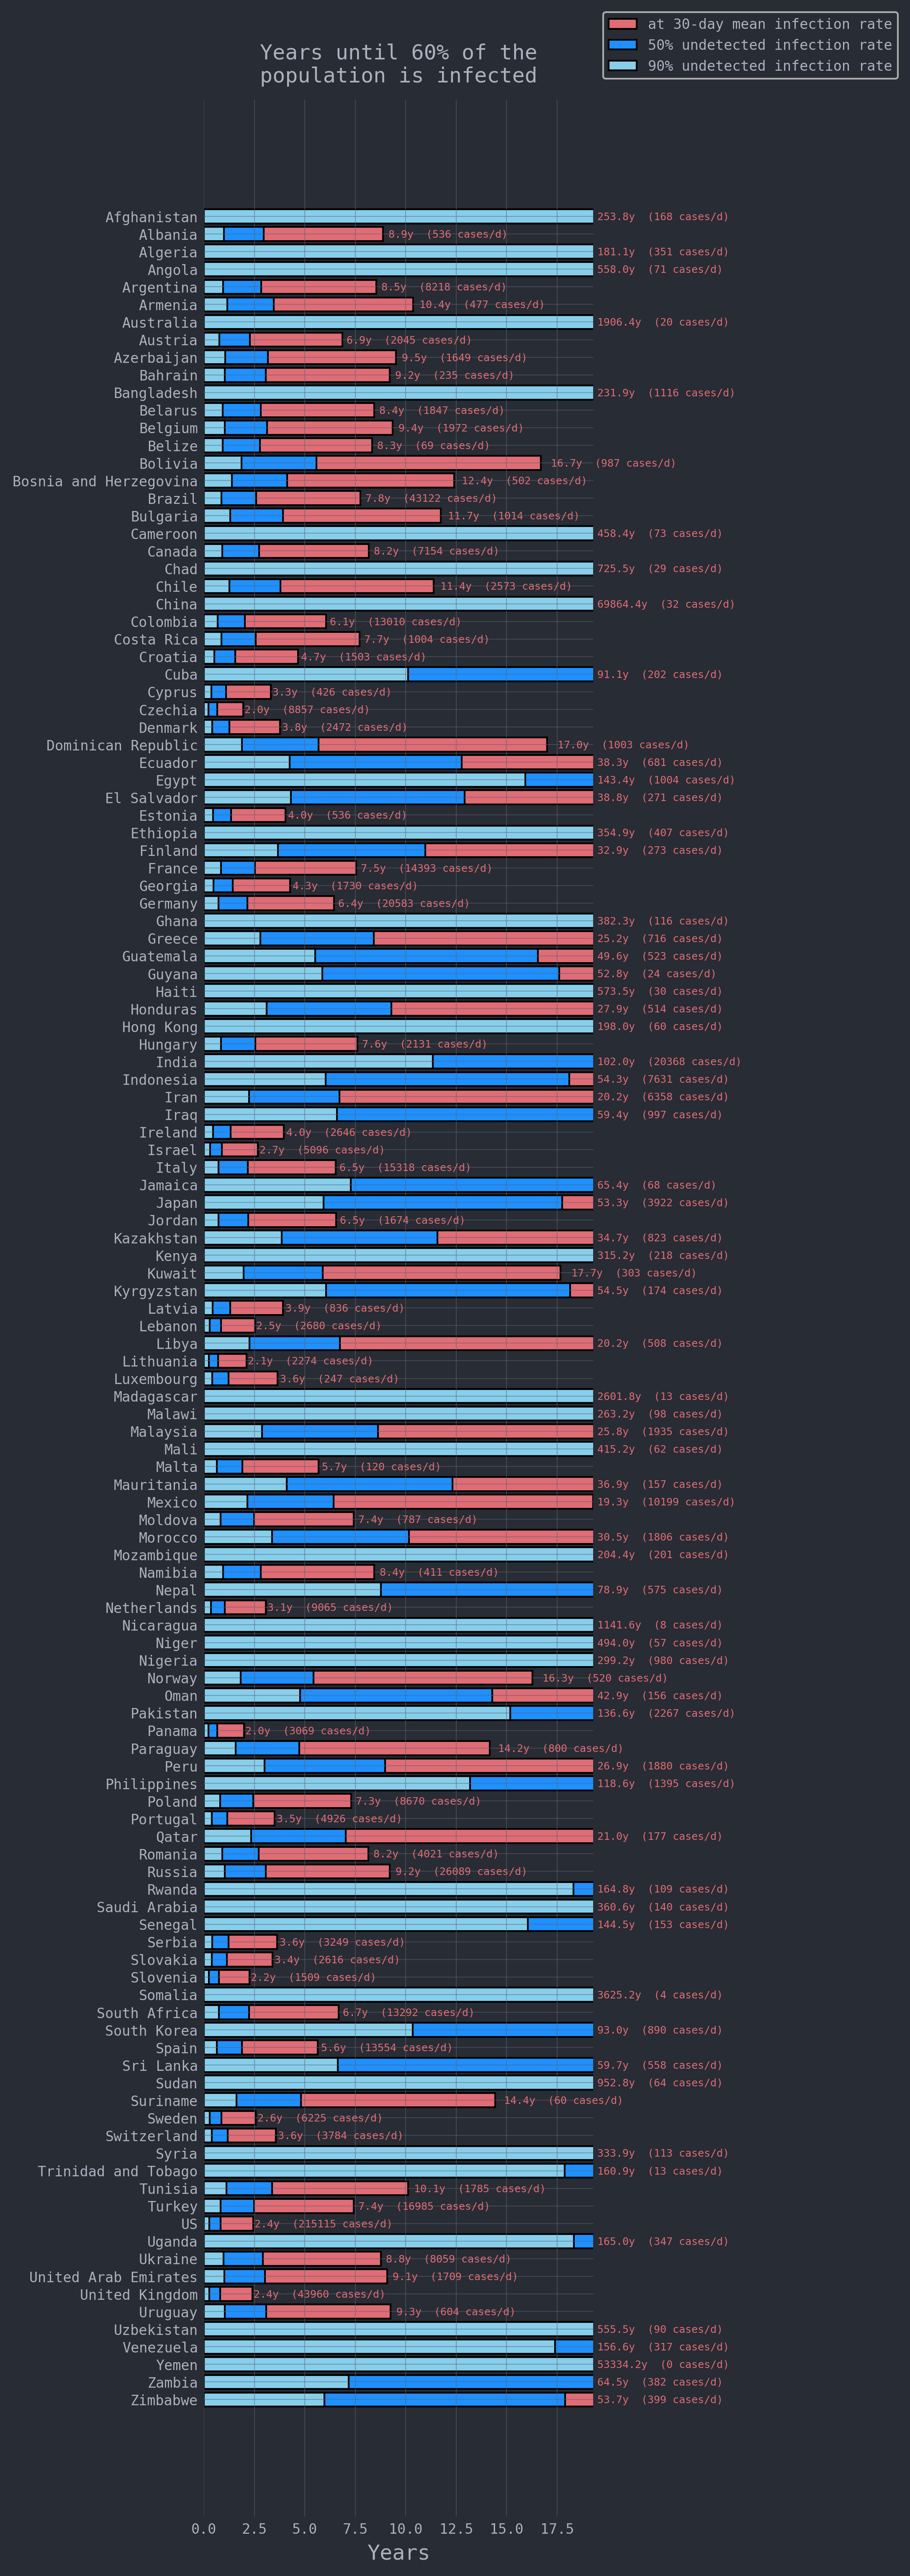 at 30-day mean infection rate
50% undetected infection rate
90% undetected infection rate
Years until 60% of the
population is infected
Afghanistan 253.8y (168 cases/d)
Albania 8.9y (536 cases/d)
Algeria 181.1y (351 cases/d)
Angola 558.0y (71 cases/d)
Argentina 8.5y (8218 cases/d)
Armenia 10.4y (477 cases/d)
Australia 1906.4y (20 cases/d)
Austria 6.9y (2045 cases/d)
Azerbaijan 9.5y (1649 cases/d)
Bahrain 9.2y (235 cases/d)
Bangladesh 231.9y (1116 cases/d)
Belarus 8.4y (1847 cases/d)
Belgium 9.4y (1972 cases/d)
Belize 8.3y (69 cases/d)
Bolivia 16.7y (987 cases/d)
Bosnia and Herzegovina 12.4y (502 cases/d)
Brazil 7.8y (43122 cases/d)
Bulgaria 11.7y (1014 cases/d)
Cameroon 458.4y (73 cases/d)
Canada 8.2y (7154 cases/d)
Chad 725.5y (29 cases/d)
Chile 11.4y (2573 cases/d)
China 69864.4y (32 cases/d)
Colombia 6.1y (13010 cases/d)
Costa Rica 7.7y (1004 cases/d)
Croatia 4.7y (1503 cases/d)
Cuba 91.1y (202 cases/d)
Cyprus 3.3y (426 cases/d)
Czechia 2.0y (8857 cases/d)
Denmark 3.8y (2472 cases/d)
Dominican Republic 17.0y (1003 cases/d)
Ecuador 38.3y (681 cases/d)
Egypt 143.4y (1004 cases/d)
El Salvador 38.8y (271 cases/d)
Estonia 4.0y (536 cases/d)
Ethiopia 354.9y (407 cases/d)
Finland 32.9y (273 cases/d)
France 7.5y (14393 cases/d)
Georgia 4.3y (1730 cases/d)
Germany 6.4y (20583 cases/d)
Ghana 382.3y (116 cases/d)
Greece 25.2y (716 cases/d)
Guatemala 49.6y (523 cases/d)
Guyana 52.8y (24 cases/d)
Haiti 573.5y (30 cases/d)
Honduras 27.9y (514 cases/d)
Hong Kong 198.0y (60 cases/d)
Hungary 7.6y (2131 cases/d)
India 102.0y (20368 cases/d)
Indonesia 54.3y (7631 cases/d)
Iran 20.2y (6358 cases/d)
Iraq 59.4y (997 cases/d)
Ireland 4.0y (2646 cases/d)
Israel 2.7y (5096 cases/d)
Italy 6.5y (15318 cases/d)
Jamaica 65.4y (68 cases/d)
Japan 53.3y (3922 cases/d)
Jordan 6.5y (1674 cases/d)
Kazakhstan 34.7y (823 cases/d)
Kenya 315.2y (218 cases/d)
Kuwait 17.7y (303 cases/d)
Kyrgyzstan 54.5y (174 cases/d)
Latvia 3.9y (836 cases/d)
Lebanon 2.5y (2680 cases/d)
Libya 20.2y (508 cases/d)
Lithuania 2.1y (2274 cases/d)
Luxembourg 3.6y (247 cases/d)
Madagascar 2601.8y (13 cases/d)
Malawi 263.2y (98 cases/d)
Malaysia 25.8y (1935 cases/d)
Mali 415.2y (62 cases/d)
Malta 5.7y (120 cases/d)
Mauritania 36.9y (157 cases/d)
Mexico 19.3y (10199 cases/d)
Moldova 7.4y (787 cases/d)
Morocco 30.5y (1806 cases/d)
Mozambique 204.4y (201 cases/d)
Namibia 8.4y (411 cases/d)
Nepal 78.9y (575 cases/d)
Netherlands 3.1y (9065 cases/d)
Nicaragua 1141.6y (8 cases/d)
Niger 494.0y (57 cases/d)
Nigeria 299.2y (980 cases/d)
Norway 16.3y (520 cases/d)
Oman 42.9y (156 cases/d)
Pakistan 136.6y (2267 cases/d)
Panama 2.0y (3069 cases/d)
Paraguay 14.2y (800 cases/d)
Peru 26.9y (1880 cases/d)
Philippines 118.6y (1395 cases/d)
Poland 7.3y (8670 cases/d)
Portugal 3.5y (4926 cases/d)
Qatar 21.0y (177 cases/d)
Romania 8.2y (4021 cases/d)
Russia 9.2y (26089 cases/d)
Rwanda 164.8y (109 cases/d)
Saudi Arabia 360.6y (140 cases/d)
Senegal 144.5y (153 cases/d)
Serbia 3.6y (3249 cases/d)
Slovakia 3.4y (2616 cases/d)
Slovenia 2.2y (1509 cases/d)
Somalia 3625.2y (4 cases/d)
South Africa 6.7y (13292 cases/d)
South Korea 93.0y (890 cases/d)
Spain 5.6y (13554 cases/d)
Sri Lanka 59.7y (558 cases/d)
Sudan 952.8y (64 cases/d)
Suriname 14.4y (60 cases/d)
Sweden 2.6y (6225 cases/d)
Switzerland 3.6y (3784 cases/d)
Syria 333.9y (113 cases/d)
Trinidad and Tobago 160.9y (13 cases/d)
Tunisia 10.1y (1785 cases/d)
Turkey 7.4y (16985 cases/d)
US 2.4y (215115 cases/d)
Uganda 165.0y (347 cases/d)
Ukraine 8.8y (8059 cases/d)
United Arab Emirates 9.1y (1709 cases/d)
United Kingdom 2.4y (43960 cases/d)
Uruguay 9.3y (604 cases/d)
Uzbekistan 555.5y (90 cases/d)
Venezuela 156.6y (317 cases/d)
Yemen 53334.2y (0 cases/d)
Zambia 64.5y (382 cases/d)
Zimbabwe 53.7y (399 cases/d)
0.0 2.5 5.0 7.5 10.0 12.5 15.0 17.5
Years